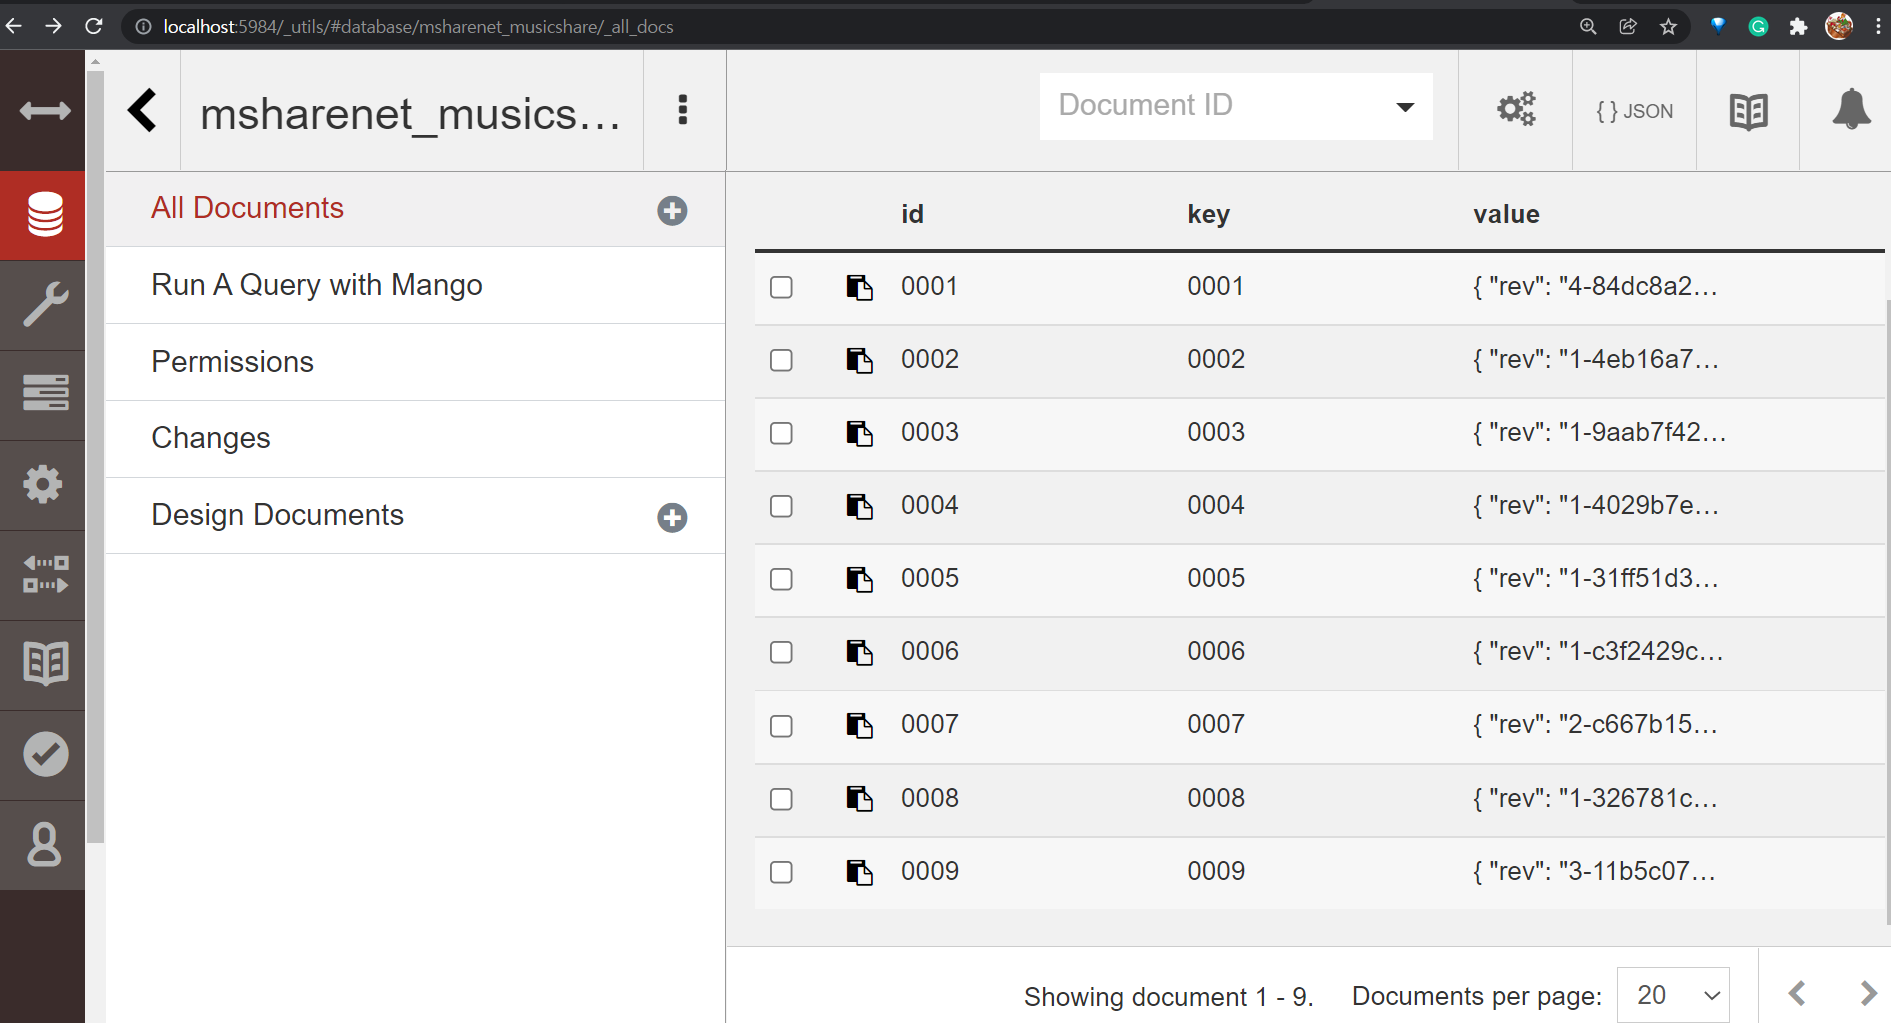 localhost:5984/_utils/#database/msharenet_musicshare/_all_docs
msharenet_musics...
Document ID
{ } JSON
All Documents
Run A Query with Mango
Permissions
Changes
Design Documents
id key value
0001 0001 { "rev": "4-84dc8a2...
0002 0002 { "rev": "1-4eb16a7...
0003 0003 { "rev": "1-9aab7f42...
0004 0004 { "rev": "1-4029b7e...
0005 0005 { "rev": "1-31ff51d3...
0006 0006 { "rev": "1-c3f2429c...
0007 0007 { "rev": "2-c667b15...
0008 0008 { "rev": "1-326781c...
0009 0009 { "rev": "3-11b5c07...
Showing document 1 - 9. Documents per page: 20